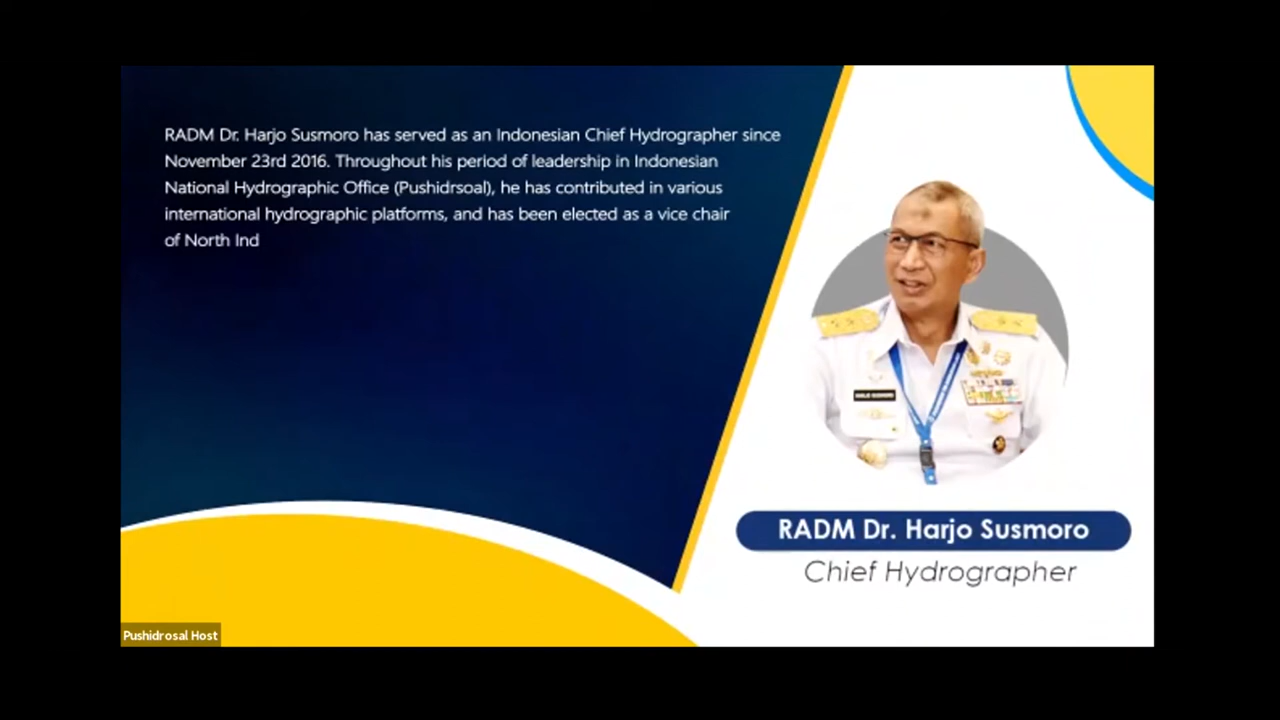 RADM Dr. Harjo Susmoro has served as an Indonesian Chief Hydrographer since
November 23rd 2016. Throughout his period of leadership in Indonesian
National Hydrographic Office (Pushidrsoal), he has contributed in various
international hydrographic platforms, and has been elected as a vice chair
of North Ind
HARJO SUSMORO
RADM Dr. Harjo Susmoro
Chief Hydrographer
Pushidrosal Host